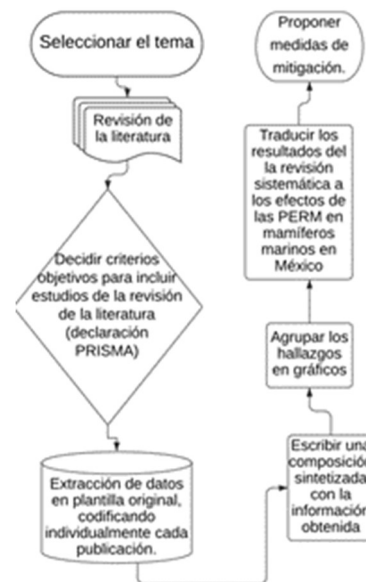 Seleccionar el tema
Revisión de
la literatura
Decidir criterios
objetivos para incluir
estudios de la revisión
de la literatura
(declaración
PRISMA)
Extracción de datos
en plantilla original,
codificando
individualmente cada
publicación.
Escribir una
composición
sintetizada
con la
información
obtenida
Agrupar los
hallazgos
en gráficos
Traducir los
resultados del
la revisión
sistemática a
los efectos de
las PERM en
mamíferos
marinos en
México
Proponer
medidas de
mitigación.